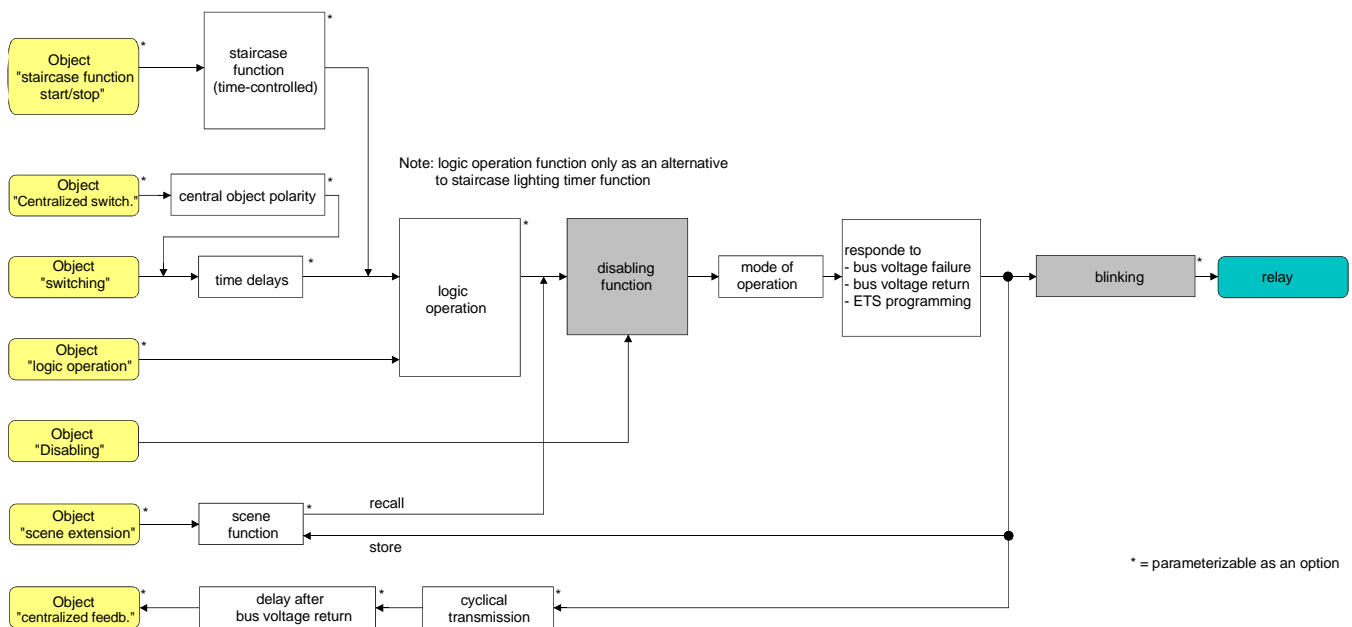 *
*
Object
"staircase function
start/stop"
staircase
function
(time-controlled)
Note: logic operation function only as an alternative
to staircase lighting timer function
*
*
Object
"Centralized switch."
central object polarity
*
*
Object
"switching"
time delays
*
logic
operation
disabling
function
mode of
operation
responde to
- bus voltage failure
- bus voltage return
- ETS programming
blinking
*
relay
*
Object
"logic operation"
Object
"Disabling"
*
*
Object
"scene extension"
scene
function
recall
store
* = parameterizable as an option
*
*
*
Object
"centralized feedb."
delay after
bus voltage return
cyclical
transmission